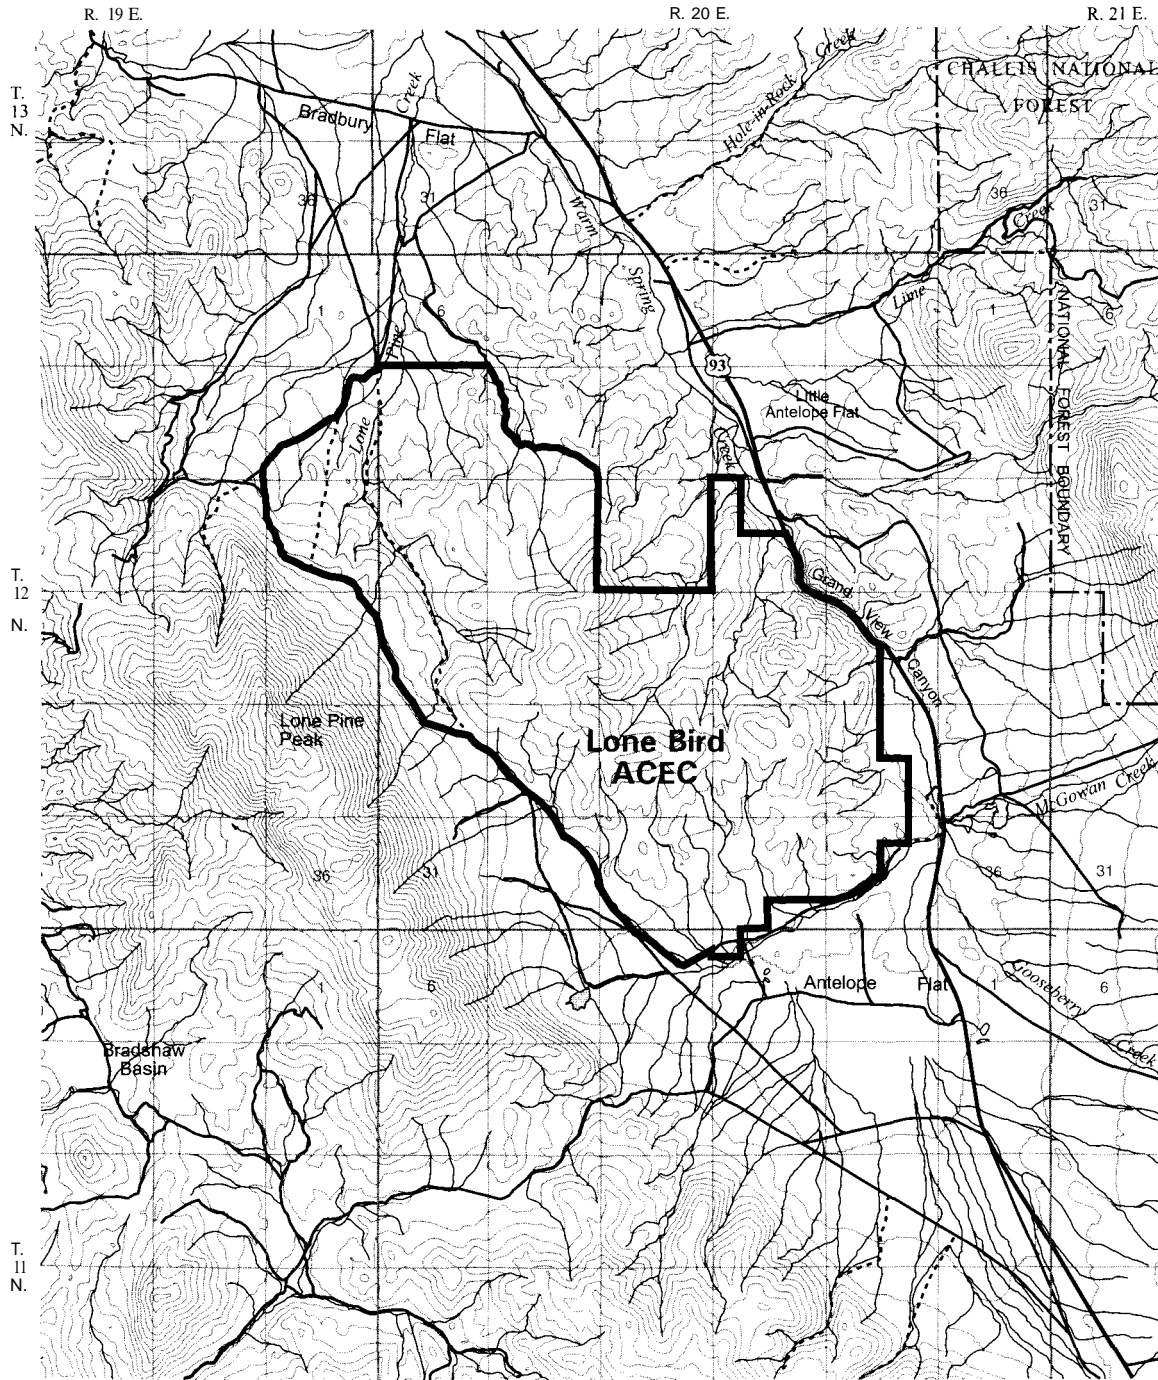 R. 19 E.
R. 20 E.
R. 21 E.
T.
13
N.
CHALLIS NATIONAL
FOREST
Hole-in-Rock Creek
Creek
Bradbury
Flat
36
31
36
31
Warm
Creek
Spring
Lime
1
6
1
6
Pine
NATIONAL FOREST BOUNDARY
93
Little
Antelope Flat
Lone
Creek
T.
12
N.
Grand View
Canyon
Lone Pine
Peak
Lone Bird
ACEC
McGowan Creek
36
31
36
31
1
6
Antelope Flat
1
6
Gooseberry
Creek
Bradshaw
Basin
T.
11
N.